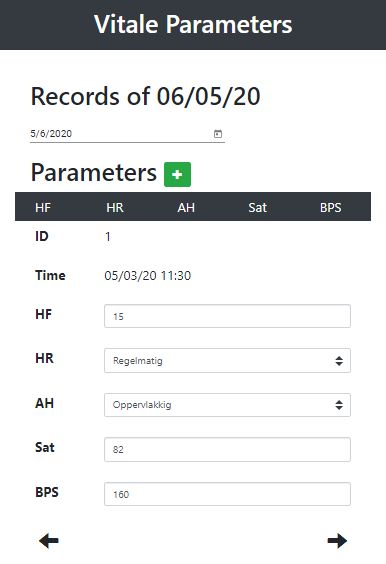 Vitale Parameters
Records of 06/05/20
5/6/2020
Parameters +
HF HR AH Sat BPS
ID 1
Time 05/03/20 11:30
HF 15
HR Regelmatig
AH Oppervlakkig
Sat 82
BPS 160